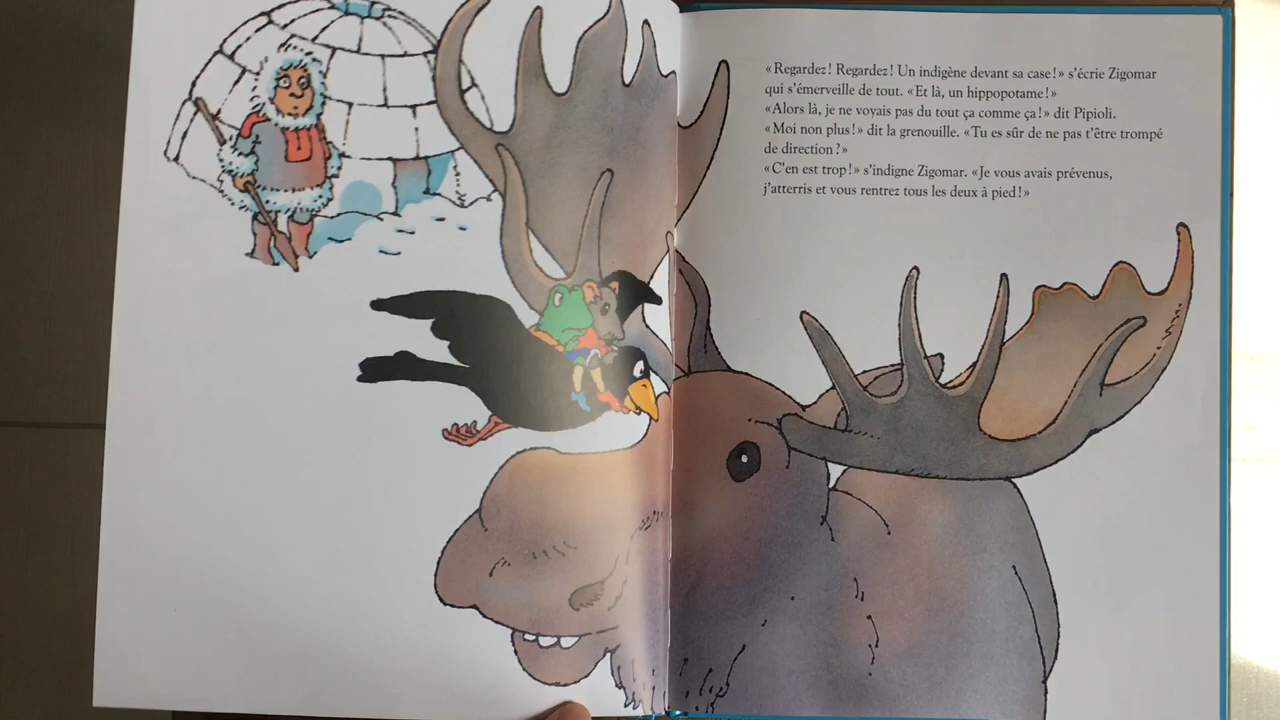 «Regardez! Regardez! Un indigène devant sa case!» s'écrie Zigomar
qui s'émerveille de tout. «Et là, un hippopotame!»
«Alors là, je ne voyais pas du tout ça comme ça!» dit Pipioli.
«Moi non plus!» dit la grenouille. «Tu es sûr de ne pas t'être trompé
de direction?»
«C'en est trop!» s'indigne Zigomar. «Je vous avais prévenus,
j'atterris et vous rentrez tous les deux à pied!»